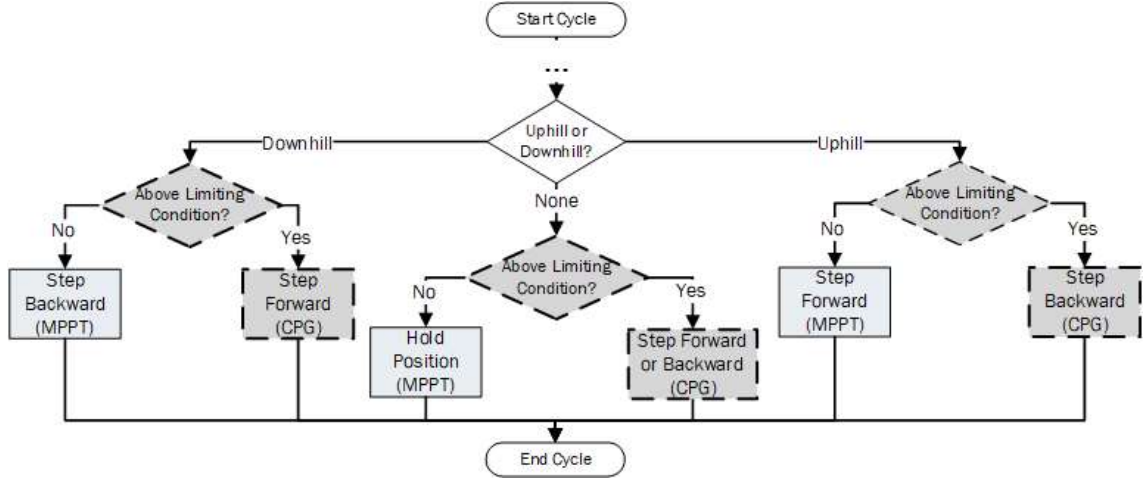 Start Cycle
...
Uphill or
Downhill?
Downhill
Uphill
None
Above Limiting
Condition?
No
Yes
Step
Backward
(MPPT)
Step
Forward
(CPG)
Above Limiting
Condition?
No
Yes
Hold
Position
(MPPT)
Step Forward
or Backward
(CPG)
Above Limiting
Condition?
No
Yes
Step
Forward
(MPPT)
Step
Backward
(CPG)
End Cycle